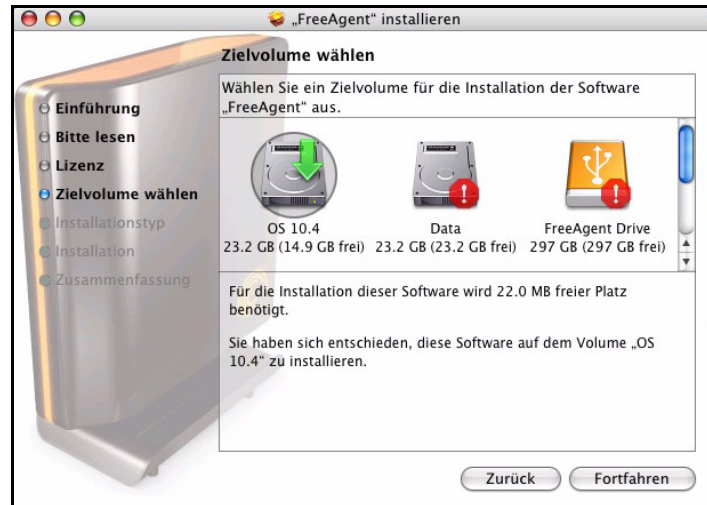 „FreeAgent“ installieren
Zielvolume wählen
Einführung
Bitte lesen
Lizenz
Zielvolume wählen
Installationstyp
Installation
Zusammenfassung
Wählen Sie ein Zielvolume für die Installation der Software
„FreeAgent“ aus.
OS 10.4
23.2 GB (14.9 GB frei)
Data
23.2 GB (23.2 GB frei)
FreeAgent Drive
297 GB (297 GB frei)
Für die Installation dieser Software wird 22.0 MB freier Platz
benötigt.
Sie haben sich entschieden, diese Software auf dem Volume „OS
10.4“ zu installieren.
Zurück
Fortfahren